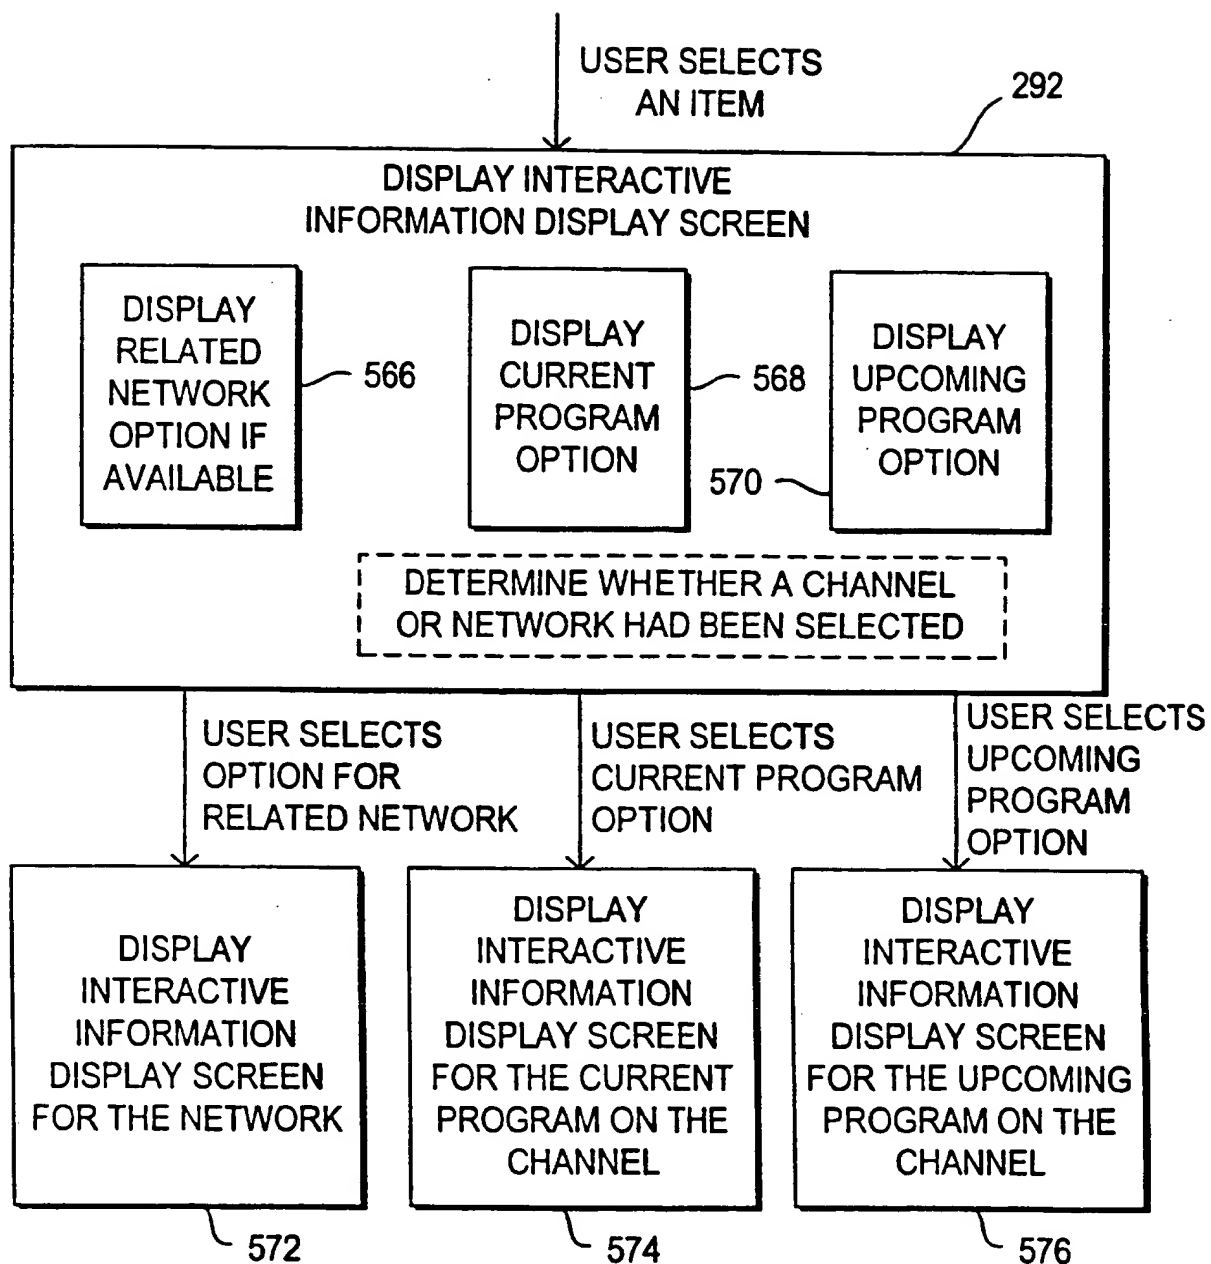 USER SELECTS
AN ITEM
292
DISPLAY INTERACTIVE
INFORMATION DISPLAY SCREEN
DISPLAY
RELATED
NETWORK
OPTION IF
AVAILABLE
566
DISPLAY
CURRENT
PROGRAM
OPTION
568
DISPLAY
UPCOMING
PROGRAM
OPTION
570
DETERMINE WHETHER A CHANNEL
OR NETWORK HAD BEEN SELECTED
USER SELECTS
OPTION FOR
RELATED NETWORK
USER SELECTS
CURRENT PROGRAM
OPTION
USER SELECTS
UPCOMING
PROGRAM
OPTION
DISPLAY
INTERACTIVE
INFORMATION
DISPLAY SCREEN
FOR THE NETWORK
572
DISPLAY
INTERACTIVE
INFORMATION
DISPLAY SCREEN
FOR THE CURRENT
PROGRAM ON THE
CHANNEL
574
DISPLAY
INTERACTIVE
INFORMATION
DISPLAY SCREEN
FOR THE UPCOMING
PROGRAM ON THE
CHANNEL
576